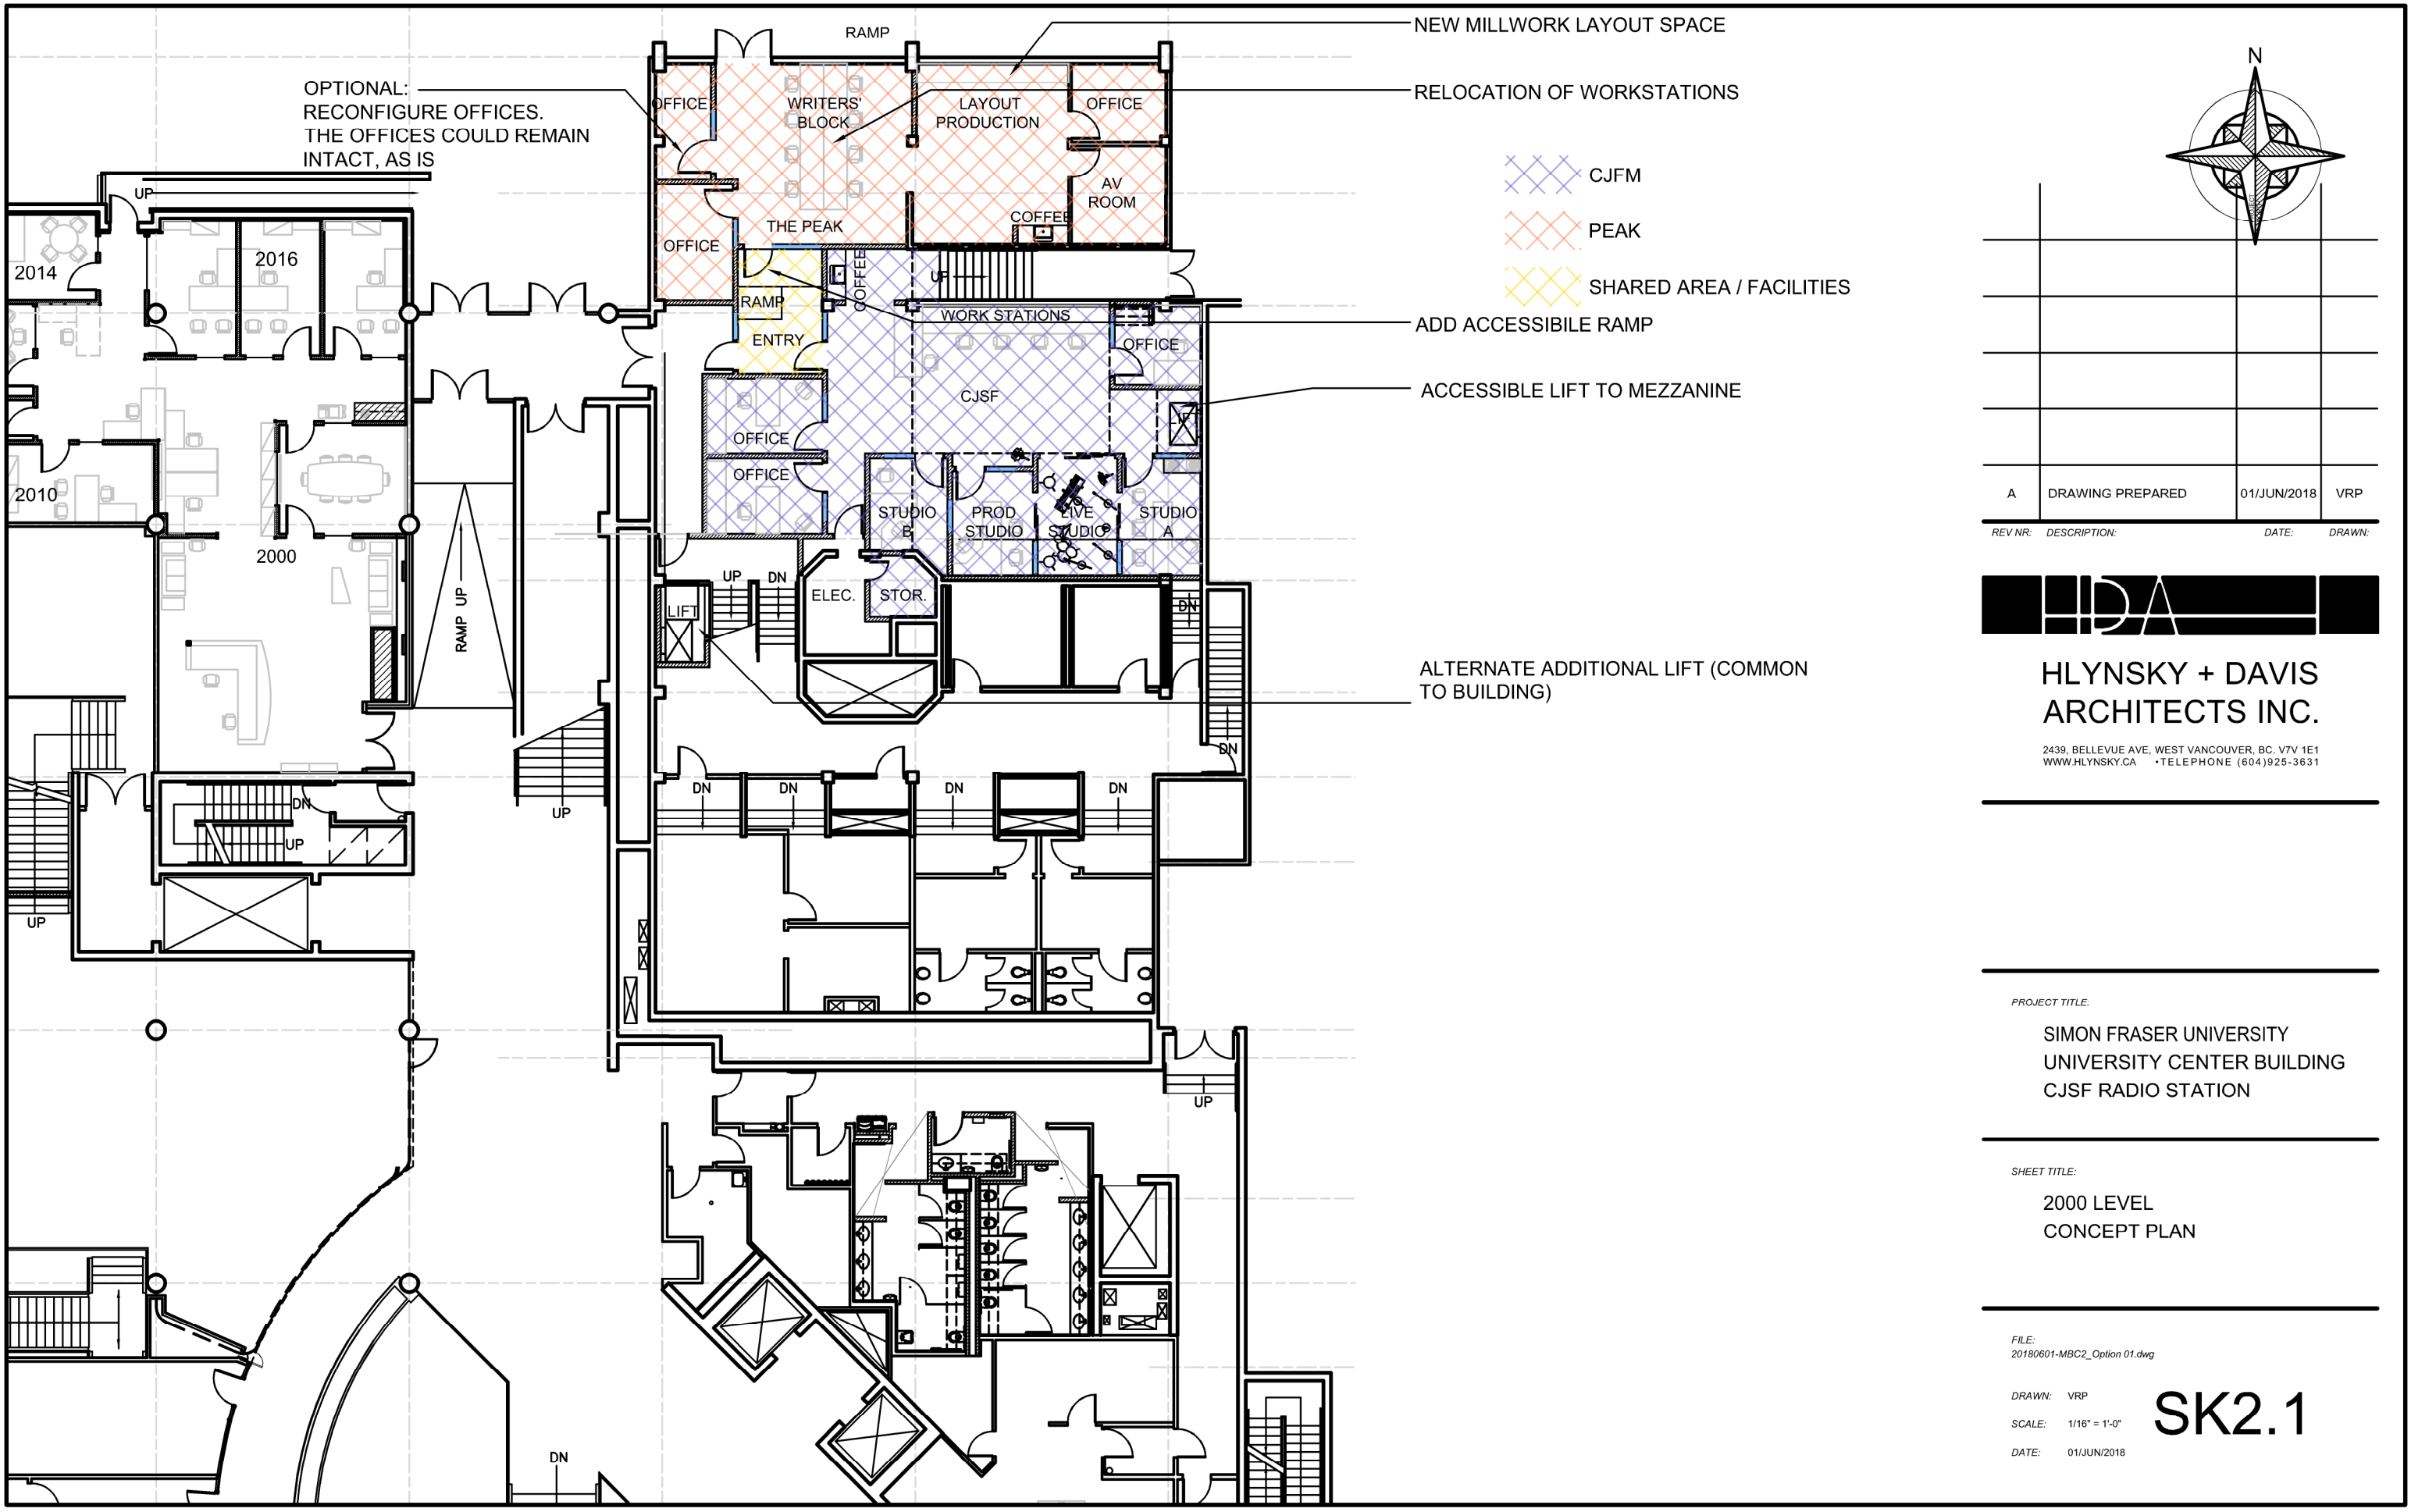 RAMP
NEW MILLWORK LAYOUT SPACE
OPTIONAL:
RECONFIGURE OFFICES.
THE OFFICES COULD REMAIN
INTACT, AS IS
RELOCATION OF WORKSTATIONS
OFFICE
WRITERS'
BLOCK
LAYOUT
PRODUCTION
OFFICE
AV
ROOM
COFFEE
THE PEAK
OFFICE
CJFM
PEAK
SHARED AREA / FACILITIES
ADD ACCESSIBILE RAMP
ACCESSIBLE LIFT TO MEZZANINE
ALTERNATE ADDITIONAL LIFT (COMMON
TO BUILDING)
UP
2014
2016
2010
2000
RAMP UP
UP
COFFEE
UP
RAMP
ENTRY
WORK STATIONS
OFFICE
CJSF
LIFT
OFFICE
OFFICE
STUDIO
B
PROD
STUDIO
LIVE
STUDIO
STUDIO
A
UP
DN
ELEC.
STOR.
LIFT
DN
DN
DN
DN
DN
DN
DN
UP
UP
UP
DN
N
PROJECT
A
DRAWING PREPARED
01/JUN/2018
VRP
REV NR:
DESCRIPTION:
DATE:
DRAWN:
HDA
HLYNSKY + DAVIS
ARCHITECTS INC.
2439, BELLEVUE AVE, WEST VANCOUVER, BC. V7V 1E1
WWW.HLYNSKY.CA •TELEPHONE (604)925-3631
PROJECT TITLE:
SIMON FRASER UNIVERSITY
UNIVERSITY CENTER BUILDING
CJSF RADIO STATION
SHEET TITLE:
2000 LEVEL
CONCEPT PLAN
FILE:
20180601-MBC2_Option 01.dwg
DRAWN: VRP
SCALE: 1/16" = 1'-0"
DATE: 01/JUN/2018
SK2.1